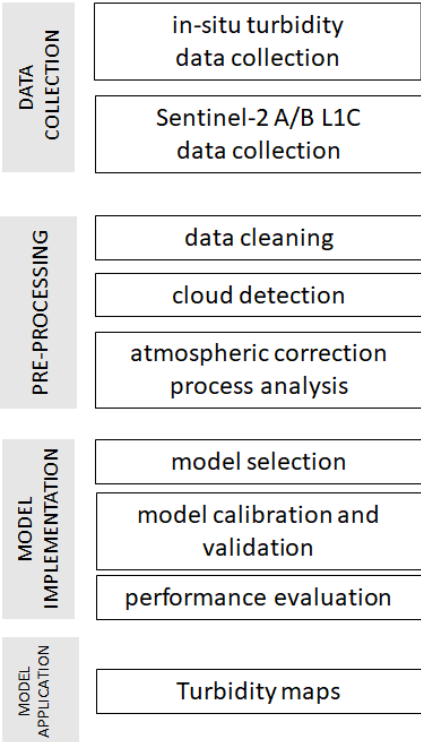 DATA
COLLECTION
in-situ turbidity
data collection
Sentinel-2 A/B L1C
data collection
PRE-PROCESSING
data cleaning
cloud detection
atmospheric correction
process analysis
MODEL
IMPLEMENTATION
model selection
model calibration and
validation
performance evaluation
MODEL
APPLICATION
Turbidity maps